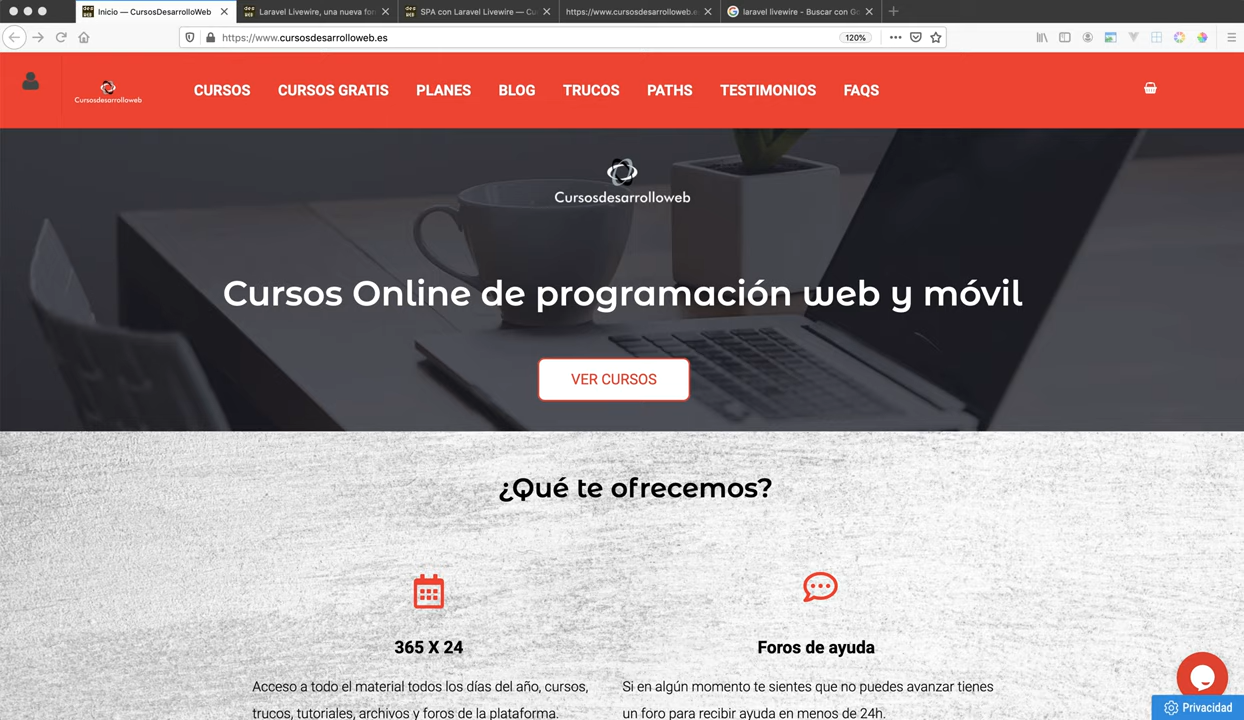 Inicio — CursosDesarrolloWeb
Laravel Livewire, una nueva for
SPA con Laravel Livewire — Cu
https://www.cursosdesarrolloweb.e
laravel livewire - Buscar con Go
https://www.cursosdesarrolloweb.es
120%
Cursosdesarrolloweb
CURSOS
CURSOS GRATIS
PLANES
BLOG
TRUCOS
PATHS
TESTIMONIOS
FAQS
Cursosdesarrolloweb
Cursos Online de programación web y móvil
VER CURSOS
¿Qué te ofrecemos?
365 X 24
Foros de ayuda
Acceso a todo el material todos los días del año, cursos,
trucos, tutoriales, archivos y foros de la plataforma.
Si en algún momento te sientes que no puedes avanzar tienes
un foro para recibir ayuda en menos de 24h.
Privacidad